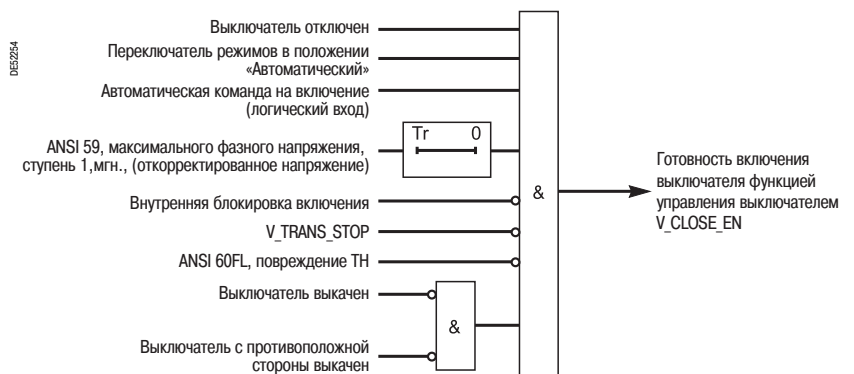 DE52254
Выключатель отключен
Переключатель режимов в положении
«Автоматический»
Автоматическая команда на включение
(логический вход)
ANSI 59, максимального фазного напряжения,
ступень 1,мгн., (откорректированное напряжение)
Tr 0
Внутренняя блокировка включения
V_TRANS_STOP
ANSI 60FL, повреждение ТН
Выключатель выкачен
&
Выключатель с противоположной
стороны выкачен
&
Готовность включения
выключателя функцией
управления выключателем
V_CLOSE_EN